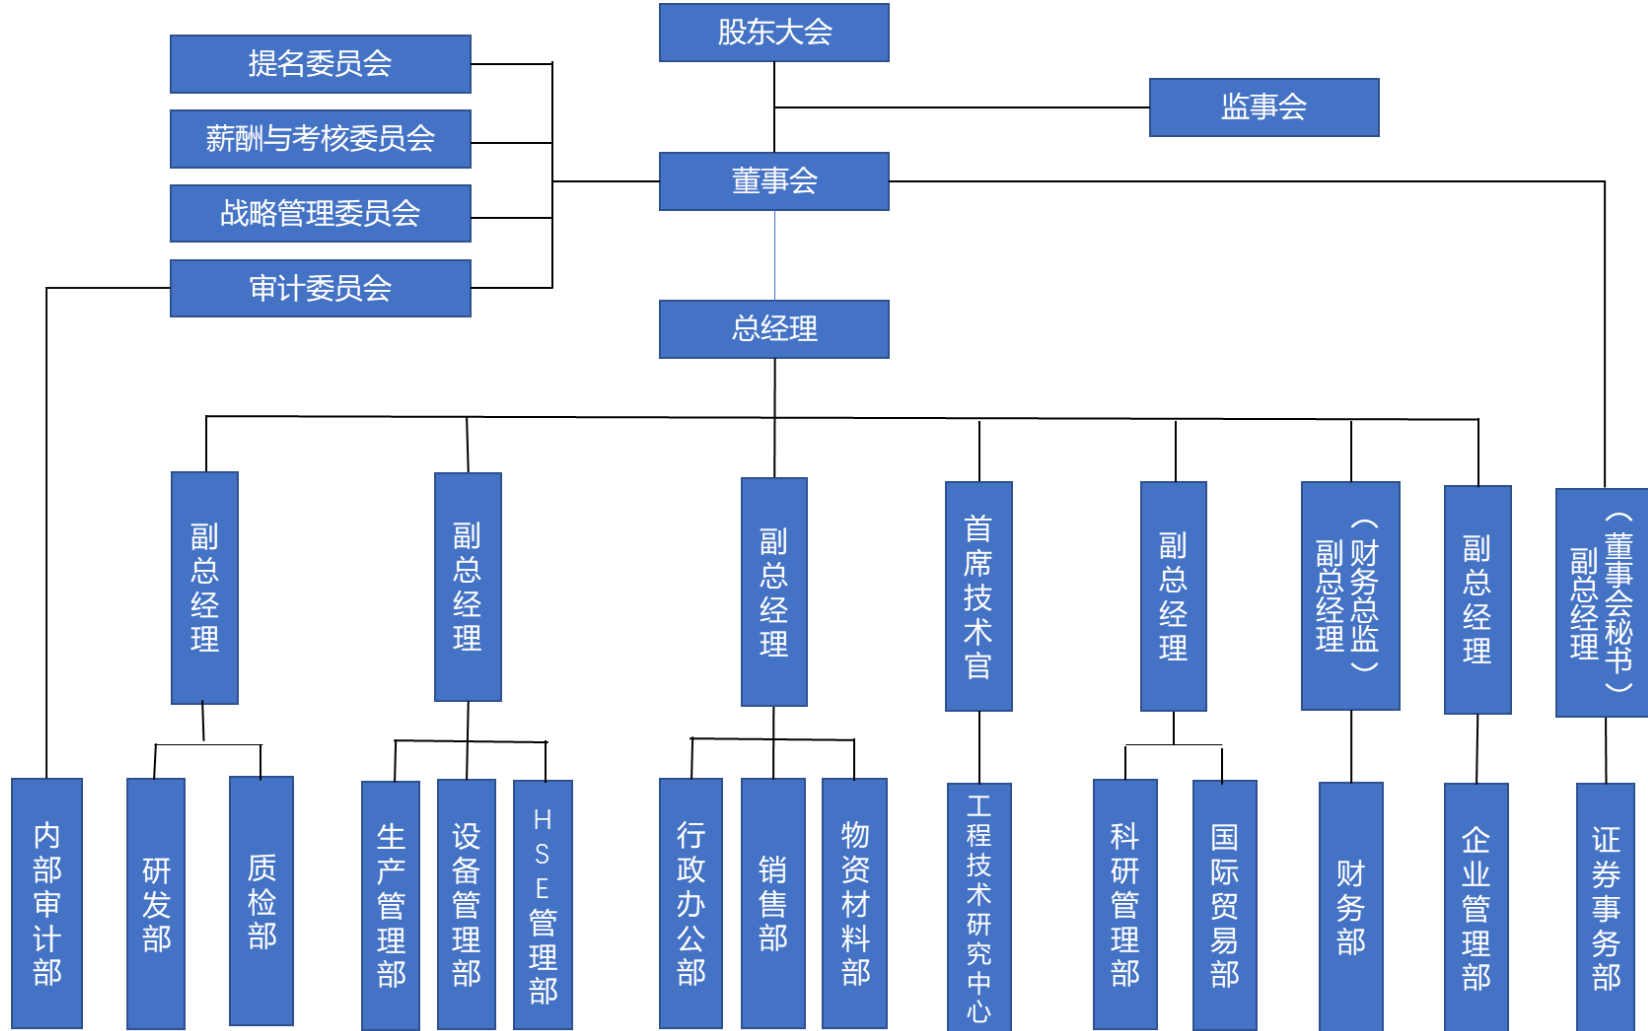 股东大会
提名委员会
监事会
薪酬与考核委员会
董事会
战略管理委员会
审计委员会
总经理
副总经理
副总经理
副总经理
首席技术官
副总经理
副总经理
（财务总监）
副总经理
副总经理
（董事会秘书）
内部审计部
研发部
质检部
生产管理部
设备管理部
HSE管理部
行政办公部
销售部
物资材料部
工程技术研究中心
科研管理部
国际贸易部
财务部
企业管理部
证券事务部